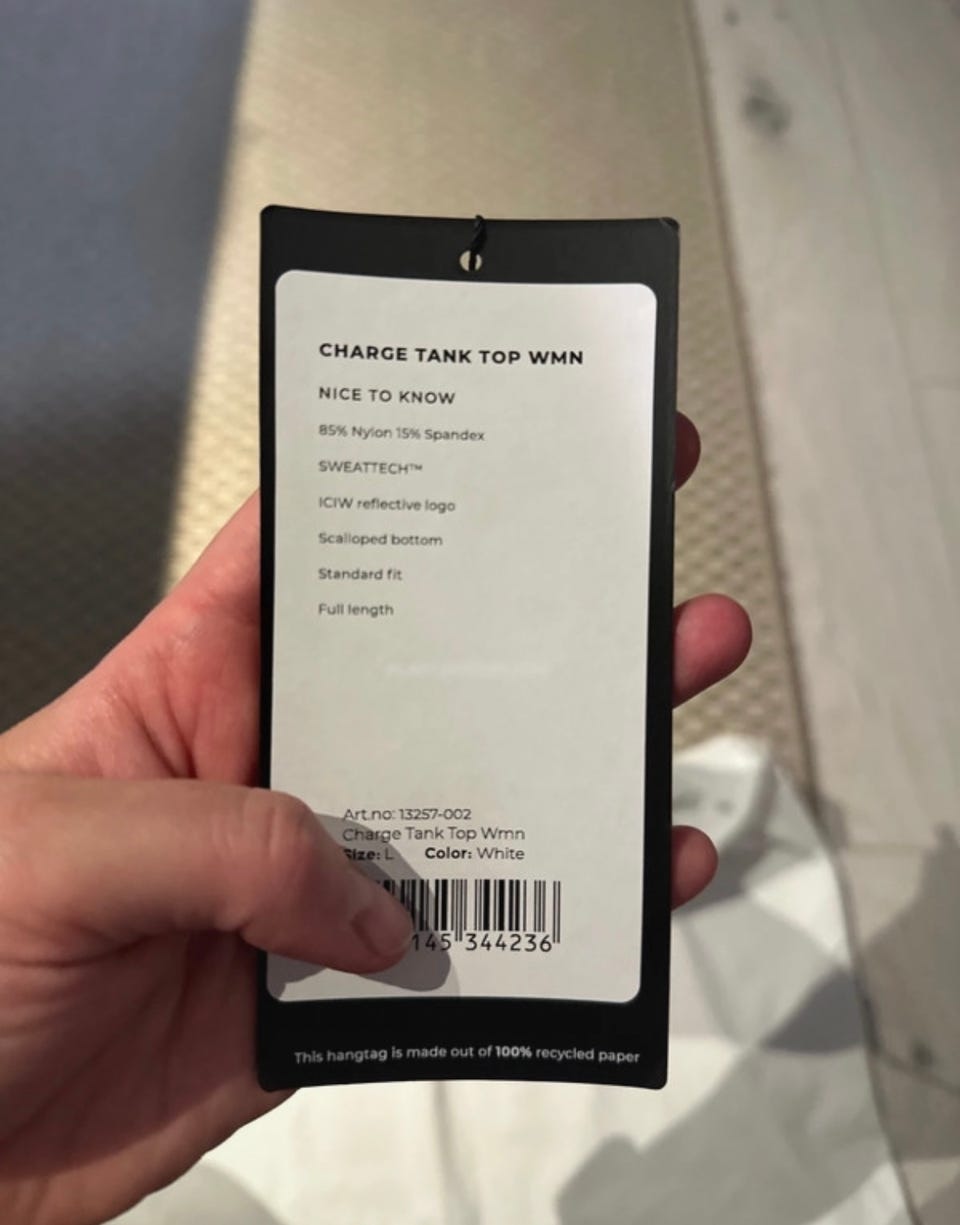 CHARGE TANK TOP WMN
NICE TO KNOW
85% Nylon 15% Spandex
SWEATTECH™
ICIW reflective logo
Scalloped bottom
Standard fit
Full length
Art.no: 13257-002
Charge Tank Top Wmn
Size: L Color: White
145 344236
This hangtag is made out of 100% recycled paper